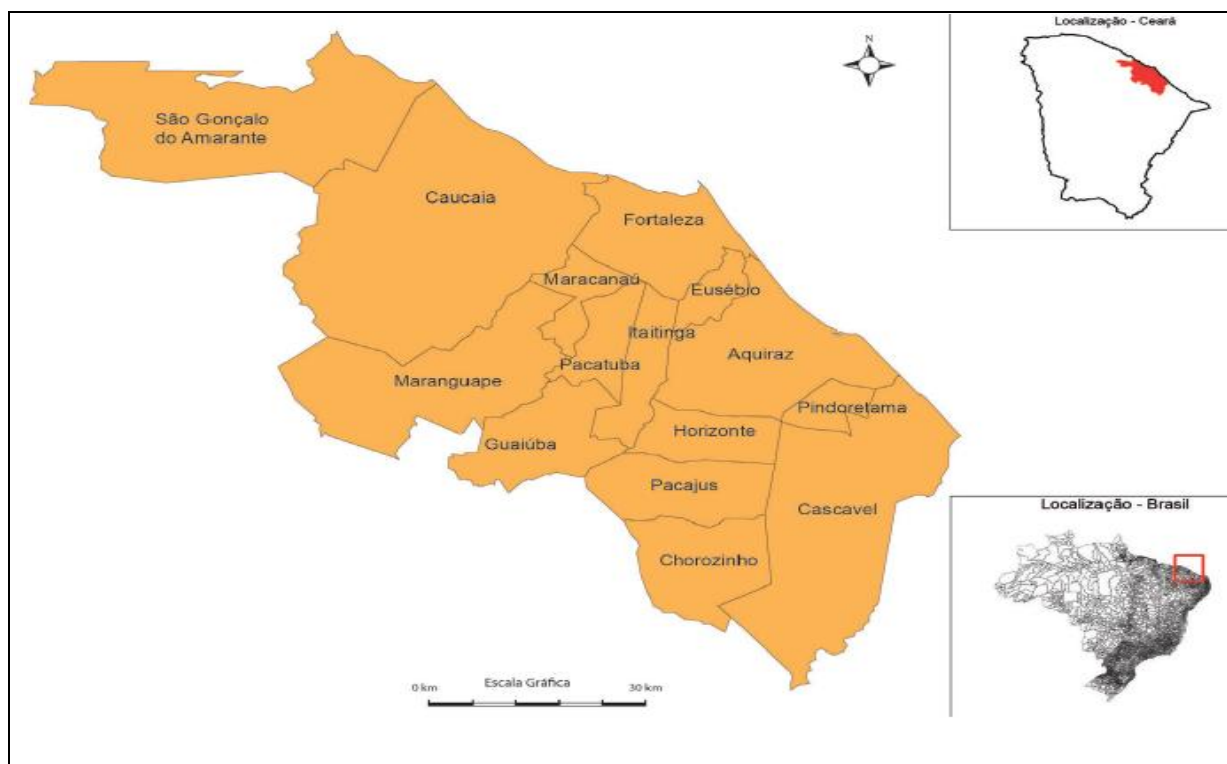 Localização - Ceará
N
São Gonçalo
do Amarante
Caucaia
Fortaleza
Maracanaú
Eusébio
Itaitinga
Aquiraz
Pacatuba
Maranguape
Pindoretama
Horizonte
Guaiúba
Pacajus
Cascavel
Chorozinho
Localização - Brasil
Escala Gráfica
0 km
30 km